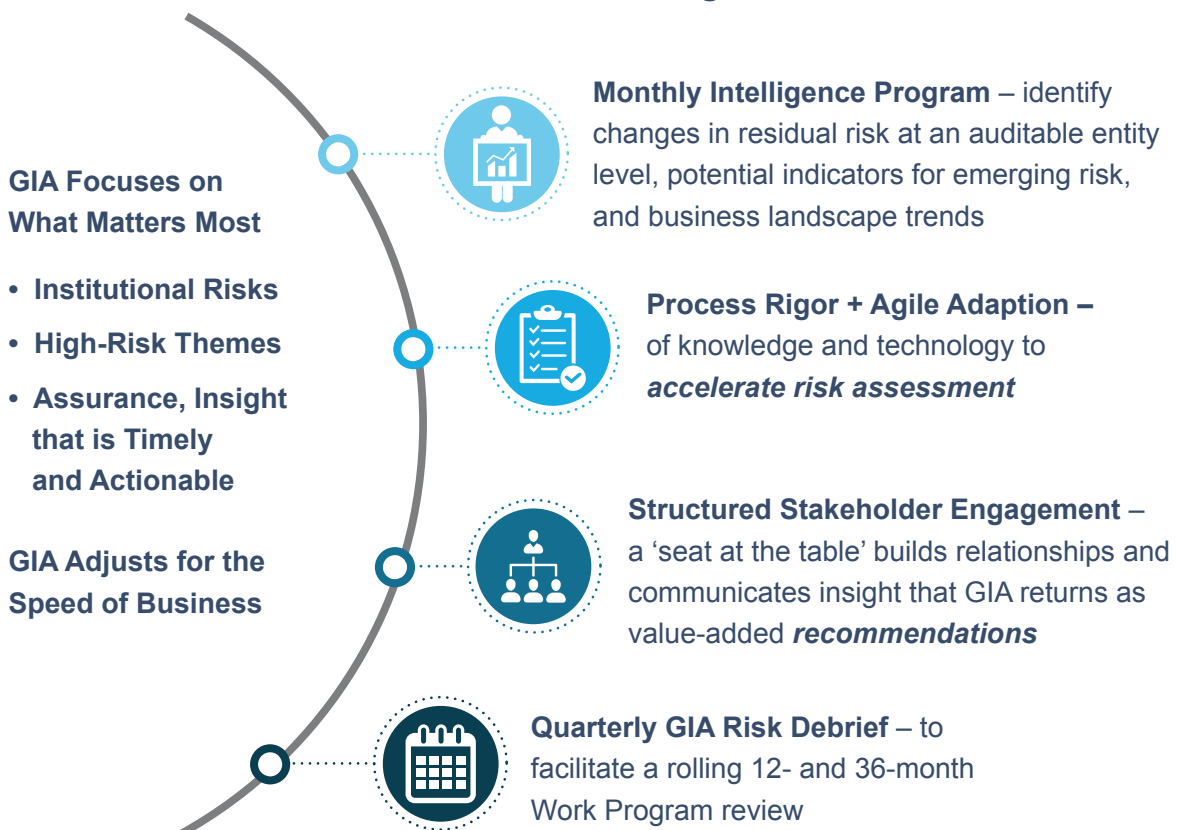 GIA Focuses on
What Matters Most
• Institutional Risks
• High-Risk Themes
• Assurance, Insight
that is Timely
and Actionable
GIA Adjusts for the
Speed of Business
Monthly Intelligence Program – identify
changes in residual risk at an auditable entity
level, potential indicators for emerging risk,
and business landscape trends
Process Rigor + Agile Adaption –
of knowledge and technology to
accelerate risk assessment
Structured Stakeholder Engagement –
a ‘seat at the table’ builds relationships and
communicates insight that GIA returns as
value-added recommendations
Quarterly GIA Risk Debrief – to
facilitate a rolling 12- and 36-month
Work Program review